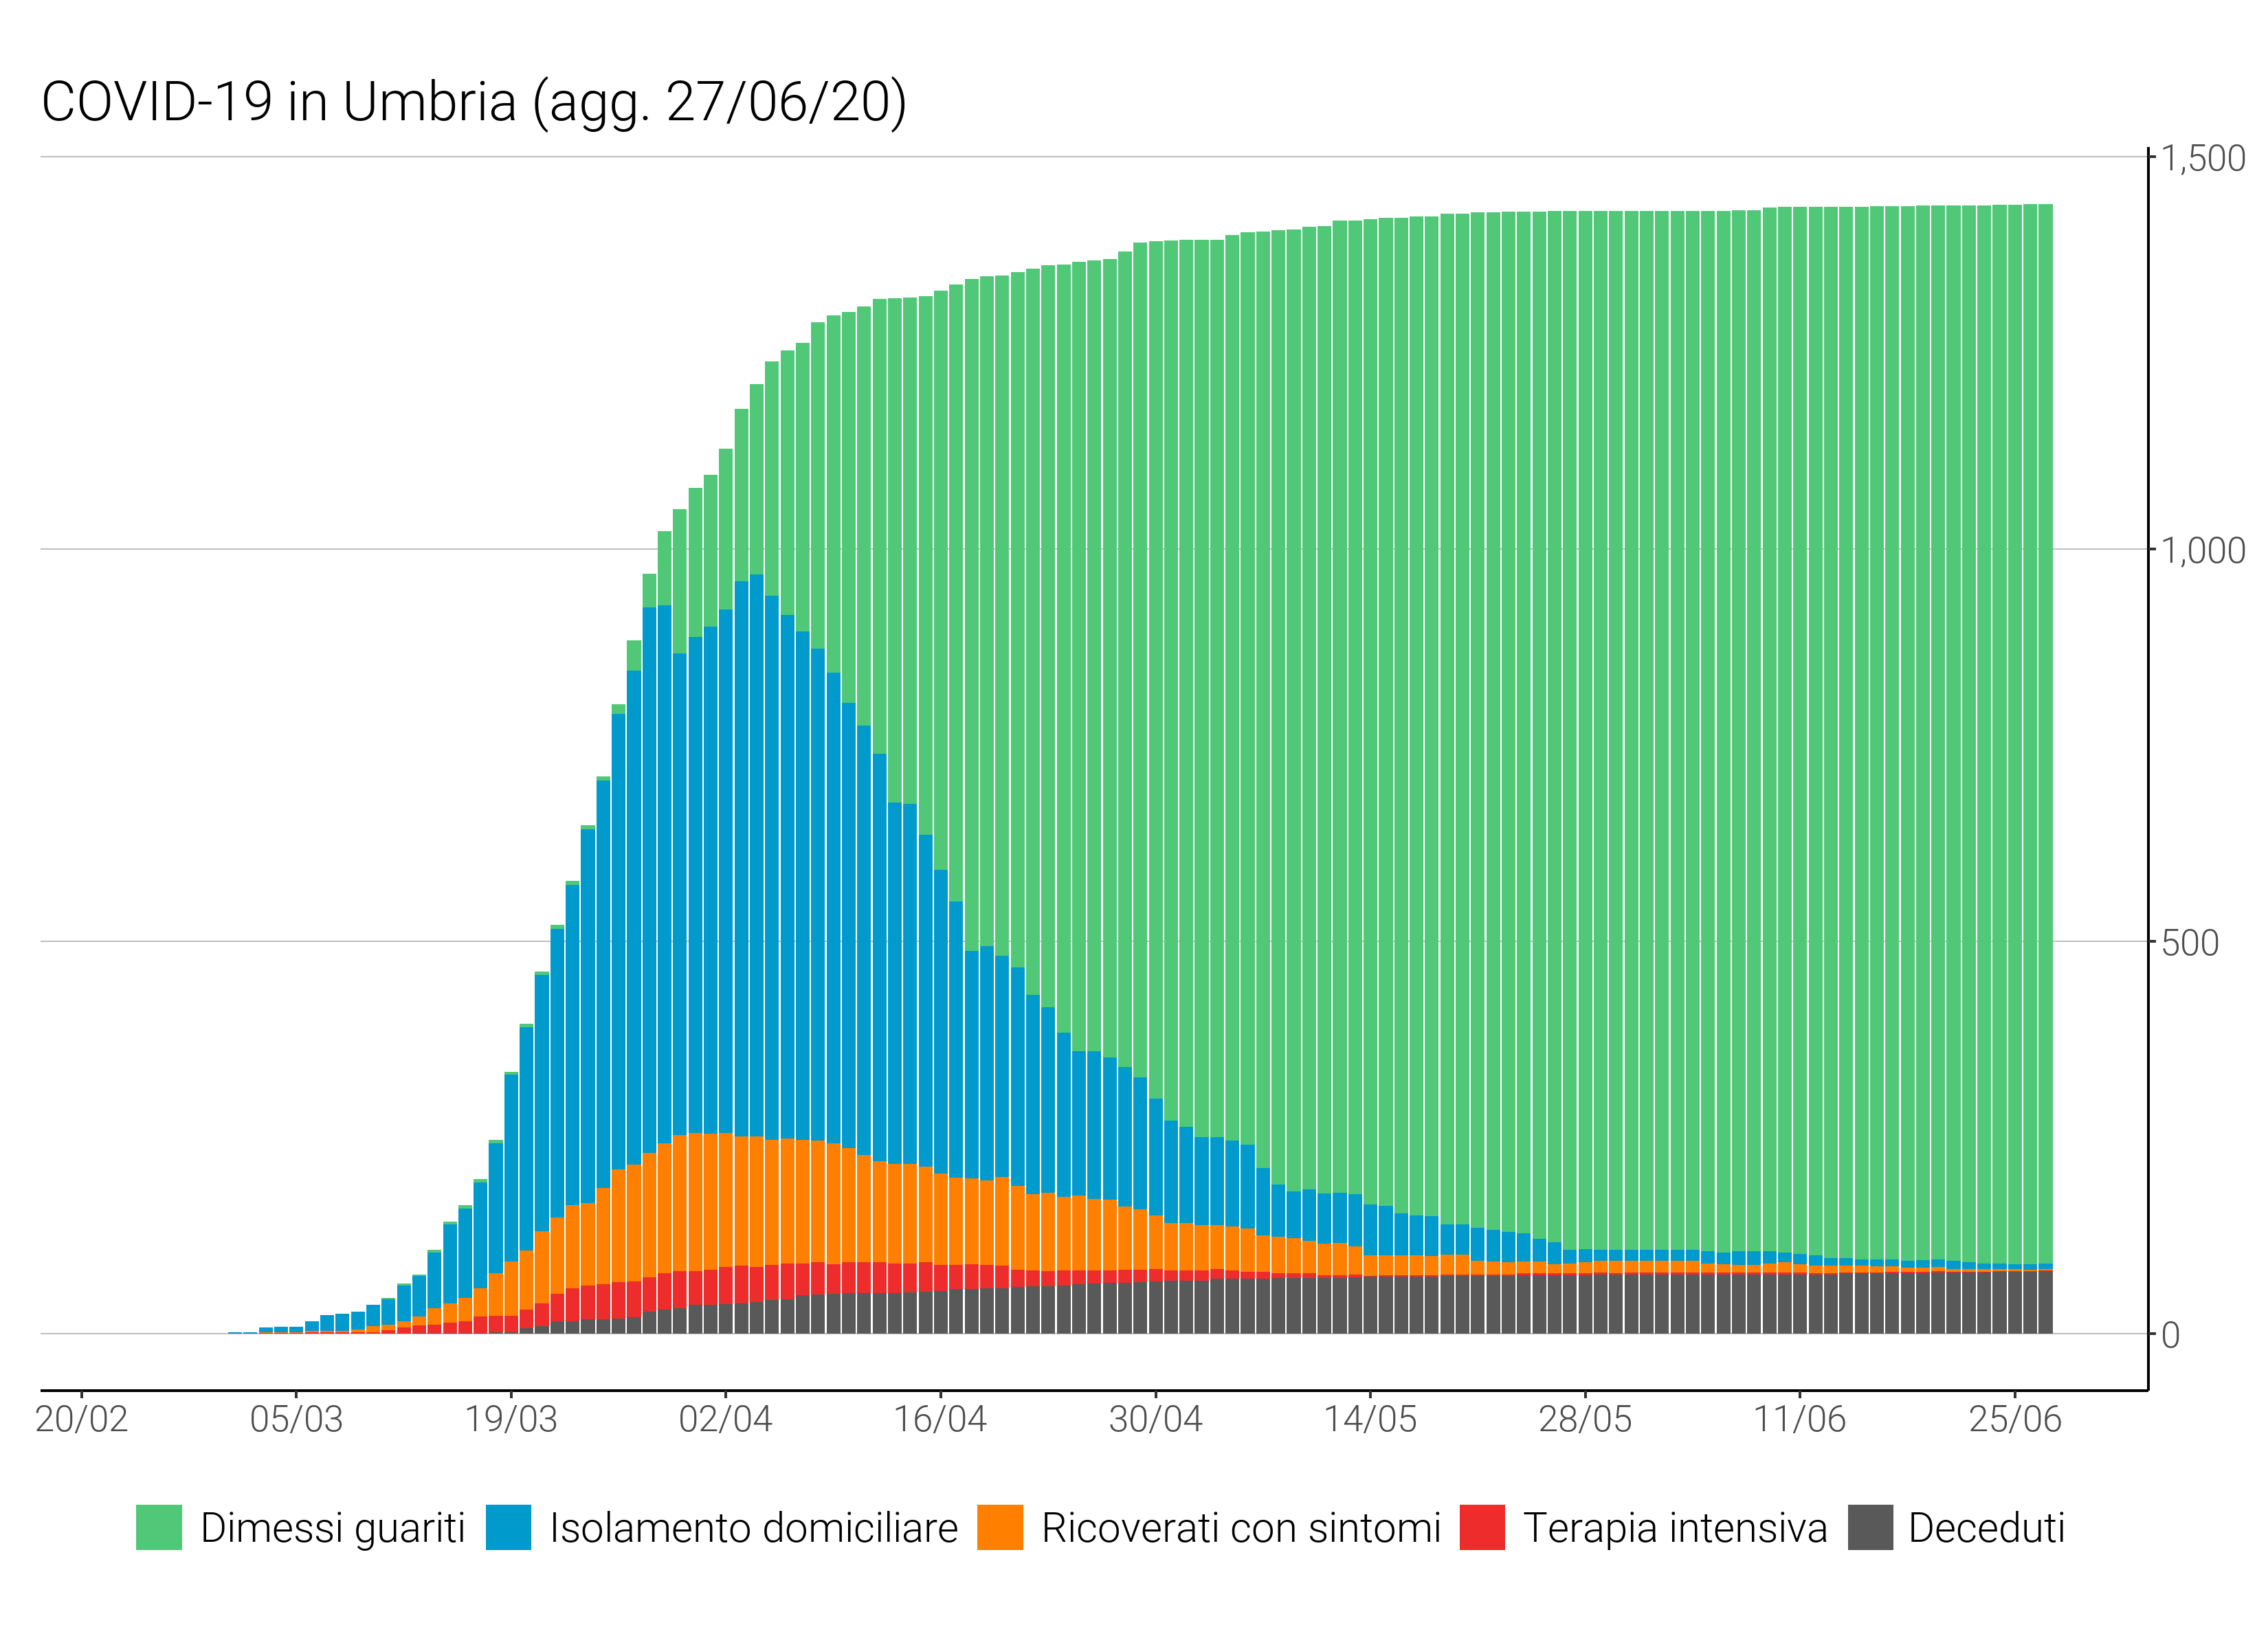 COVID-19 in Umbria (agg. 27/06/20)
1,500
1,000
500
0
20/02 05/03 19/03 02/04 16/04 30/04 14/05 28/05 11/06 25/06
Dimessi guariti Isolamento domiciliare Ricoverati con sintomi Terapia intensiva Deceduti